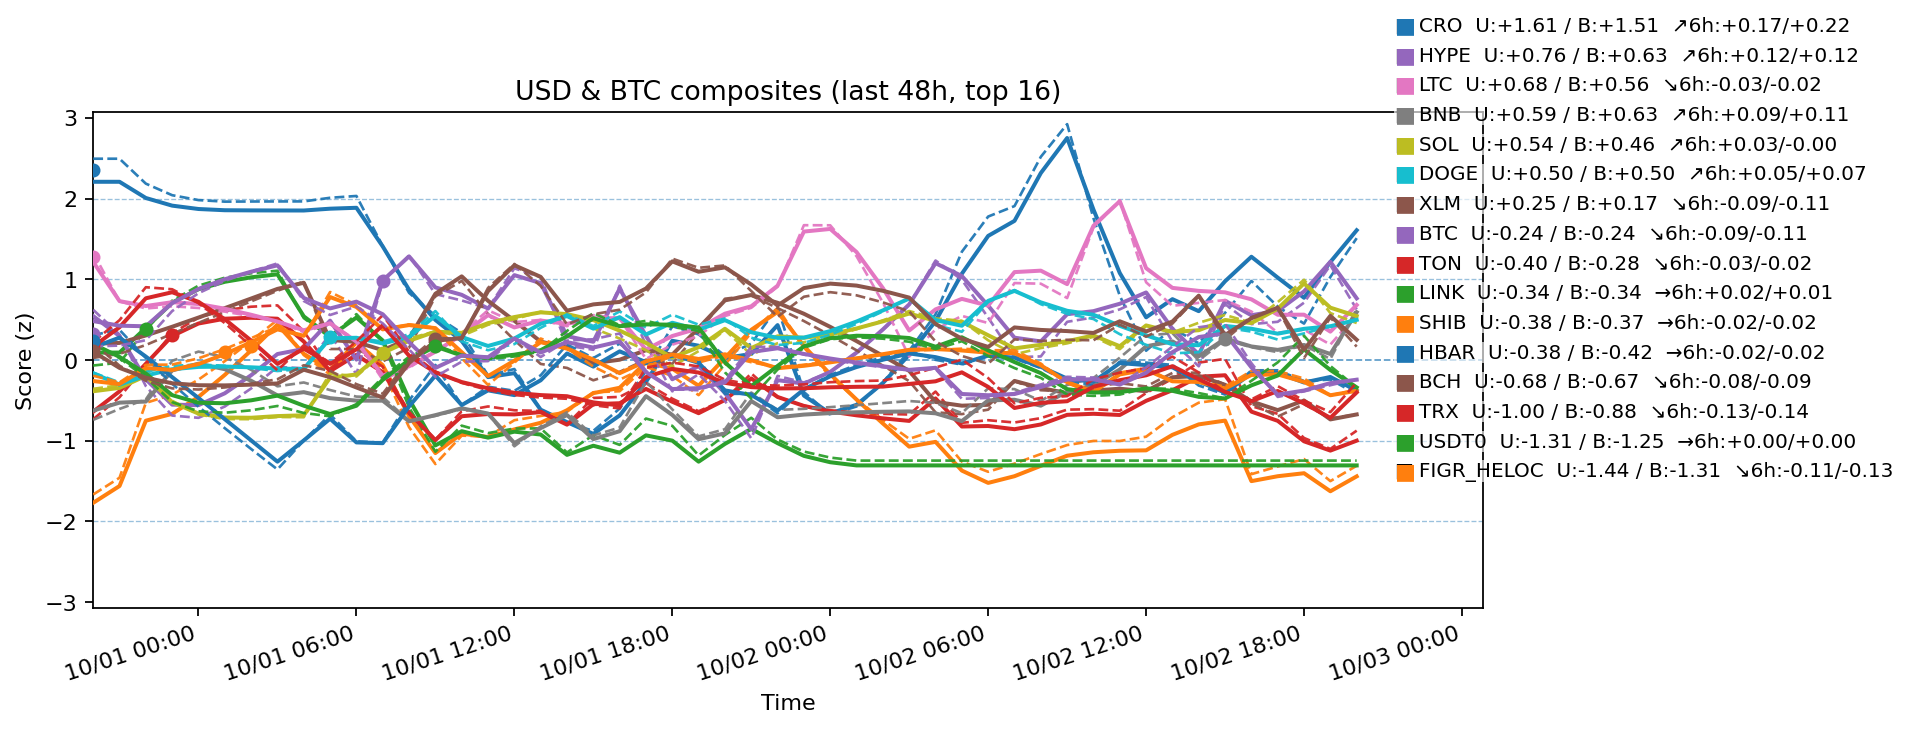 CRO U:+1.61 / B:+1.51 ↗6h:+0.17/+0.22
HYPE U:+0.76 / B:+0.63 ↗6h:+0.12/+0.12
LTC U:+0.68 / B:+0.56 ↘6h:-0.03/-0.02
BNB U:+0.59 / B:+0.63 ↗6h:+0.09/+0.11
SOL U:+0.54 / B:+0.46 ↗6h:+0.03/-0.00
DOGE U:+0.50 / B:+0.50 ↗6h:+0.05/+0.07
XLM U:+0.25 / B:+0.17 ↘6h:-0.09/-0.11
BTC U:-0.24 / B:-0.24 ↘6h:-0.09/-0.11
TON U:-0.40 / B:-0.28 ↘6h:-0.03/-0.02
LINK U:-0.34 / B:-0.34 →6h:+0.02/+0.01
SHIB U:-0.38 / B:-0.37 →6h:-0.02/-0.02
HBAR U:-0.38 / B:-0.42 →6h:-0.02/-0.02
BCH U:-0.68 / B:-0.67 ↘6h:-0.08/-0.09
TRX U:-1.00 / B:-0.88 ↘6h:-0.13/-0.14
USDT0 U:-1.31 / B:-1.25 →6h:+0.00/+0.00
FIGR_HELOC U:-1.44 / B:-1.31 ↘6h:-0.11/-0.13
USD & BTC composites (last 48h, top 16)
3
2
1
0
−1
−2
−3
Score (z)
10/01 00:00
10/01 06:00
10/01 12:00
10/01 18:00
10/02 00:00
10/02 06:00
10/02 12:00
10/02 18:00
10/03 00:00
Time